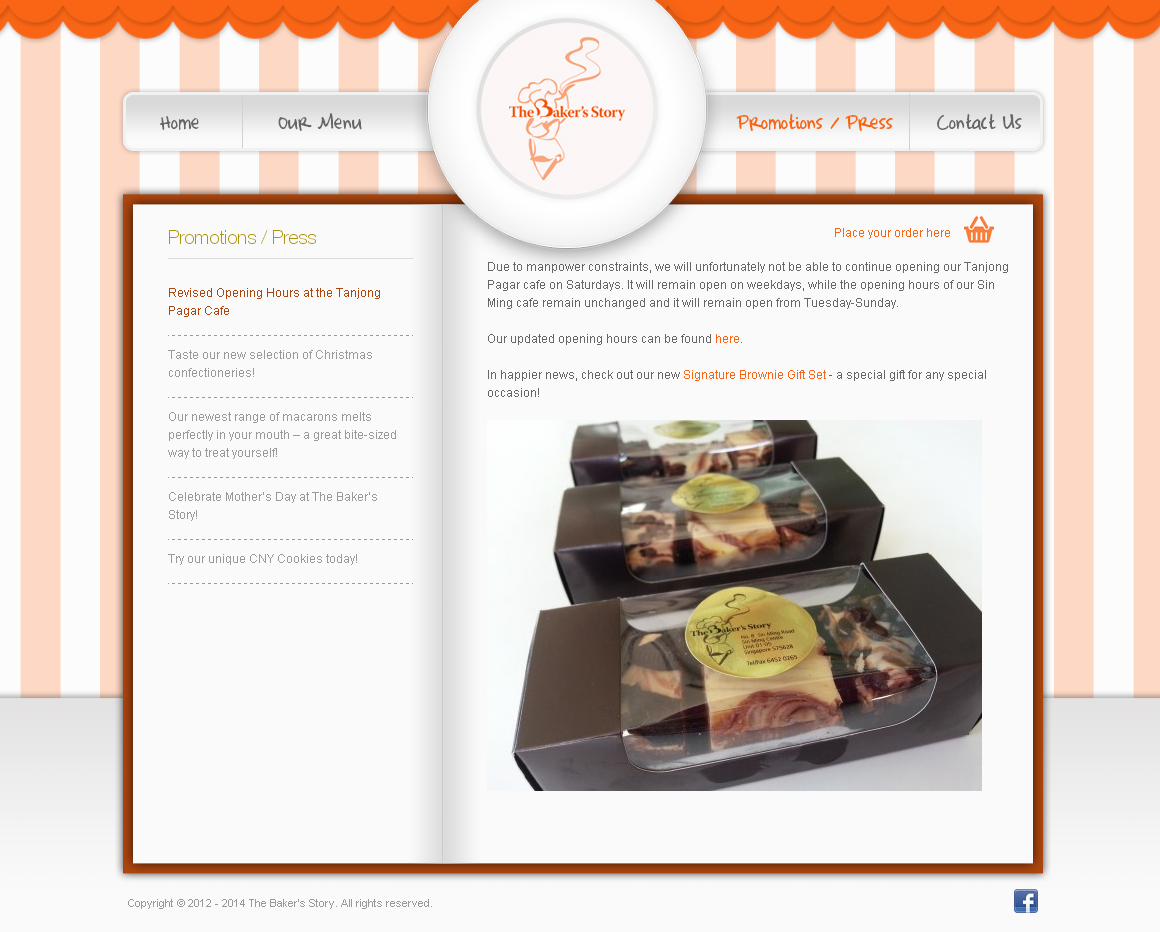 The Baker's Story
Home
Our Menu
Promotions / Press
Contact Us
Promotions / Press
Revised Opening Hours at the Tanjong
Pagar Cafe
Taste our new selection of Christmas
confectioneries!
Our newest range of macarons melts
perfectly in your mouth – a great bite-sized
way to treat yourself!
Celebrate Mother's Day at The Baker's
Story!
Try our unique CNY Cookies today!
Place your order here
Due to manpower constraints, we will unfortunately not be able to continue opening our Tanjong
Pagar cafe on Saturdays. It will remain open on weekdays, while the opening hours of our Sin
Ming cafe remain unchanged and it will remain open from Tuesday-Sunday.
Our updated opening hours can be found here.
In happier news, check out our new Signature Brownie Gift Set - a special gift for any special
occasion!
The Baker's Story
No. 8 Sin Ming Road
Sin Ming Centre
Unit 01-05
Singapore 575628
Tel/Fax 6452 0265
Copyright © 2012 - 2014 The Baker's Story. All rights reserved.
f